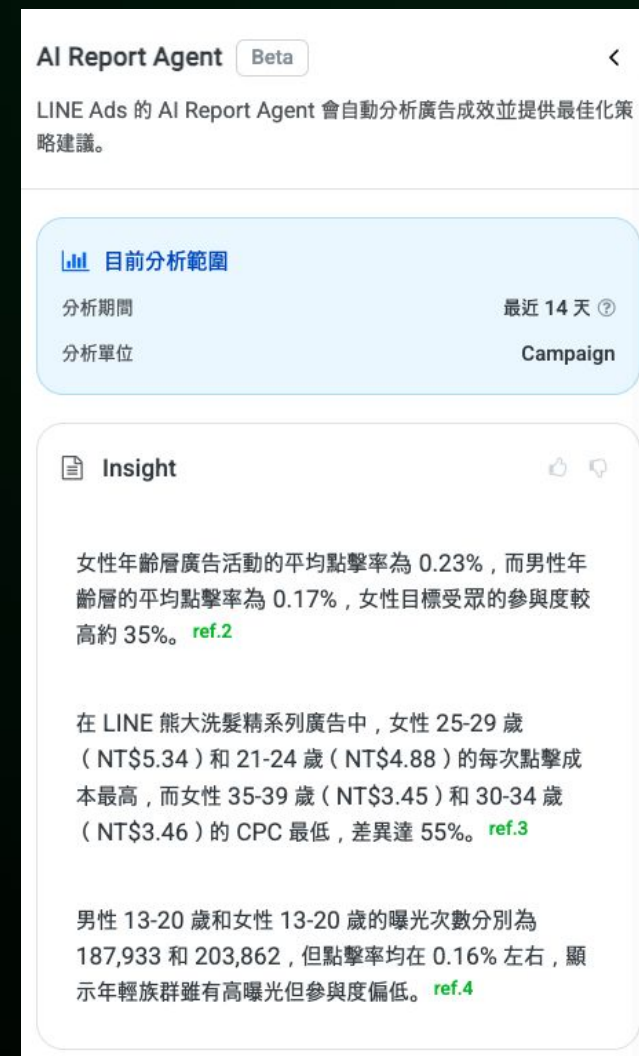 AI Report Agent Beta
LINE Ads 的 AI Report Agent 會自動分析廣告成效並提供最佳化策
略建議。
目前分析範圍
分析期間 最近 14 天
分析單位 Campaign
Insight
女性年齡層廣告活動的平均點擊率為 0.23%，而男性年
齡層的平均點擊率為 0.17%，女性目標受眾的參與度較
高約 35%。 ref.2
在 LINE 熊大洗髮精系列廣告中，女性 25-29 歲
（NT$5.34）和 21-24 歲（NT$4.88）的每次點擊成
本最高，而女性 35-39 歲（NT$3.45）和 30-34 歲
（NT$3.46）的 CPC 最低，差異達 55%。 ref.3
男性 13-20 歲和女性 13-20 歲的曝光次數分別為
187,933 和 203,862，但點擊率均在 0.16% 左右，顯
示年輕族群雖有高曝光但參與度偏低。 ref.4